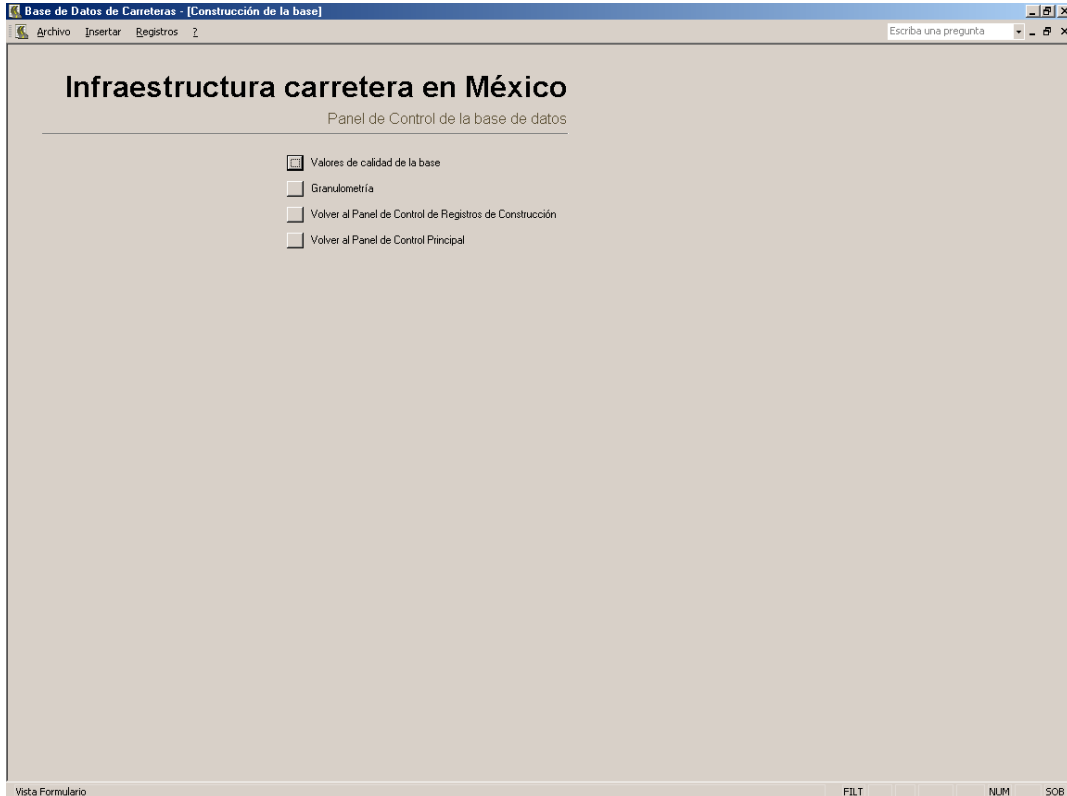 Base de Datos de Carreteras - [Construcción de la base]
Archivo Insertar Registros ? Escriba una pregunta
Infraestructura carretera en México
Panel de Control de la base de datos
Valores de calidad de la base
Granulometría
Volver al Panel de Control de Registros de Construcción
Volver al Panel de Control Principal
Vista Formulario FILT NUM SOB